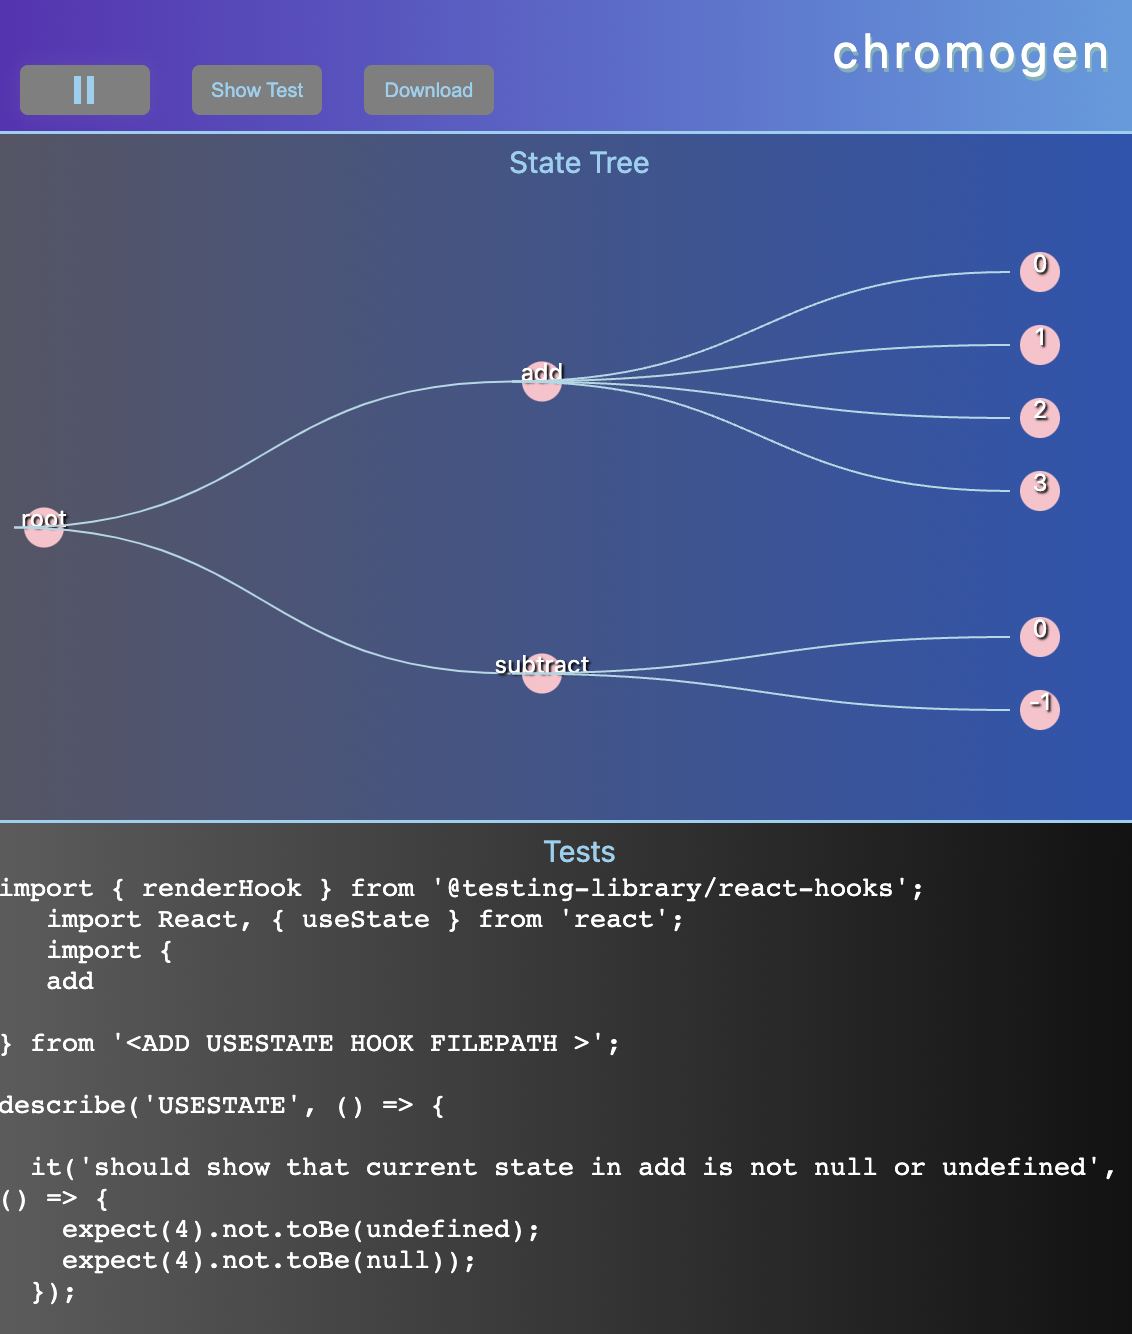 chromogen
Show Test
Download
State Tree
0
1
add
2
3
root
0
subtract
-1
Tests
import { renderHook } from '@testing-library/react-hooks';
import React, { useState } from 'react';
import {
add
} from '<ADD USESTATE HOOK FILEPATH >';
describe('USESTATE', () => {
it('should show that current state in add is not null or undefined',
() => {
expect(4).not.toBe(undefined);
expect(4).not.toBe(null));
});